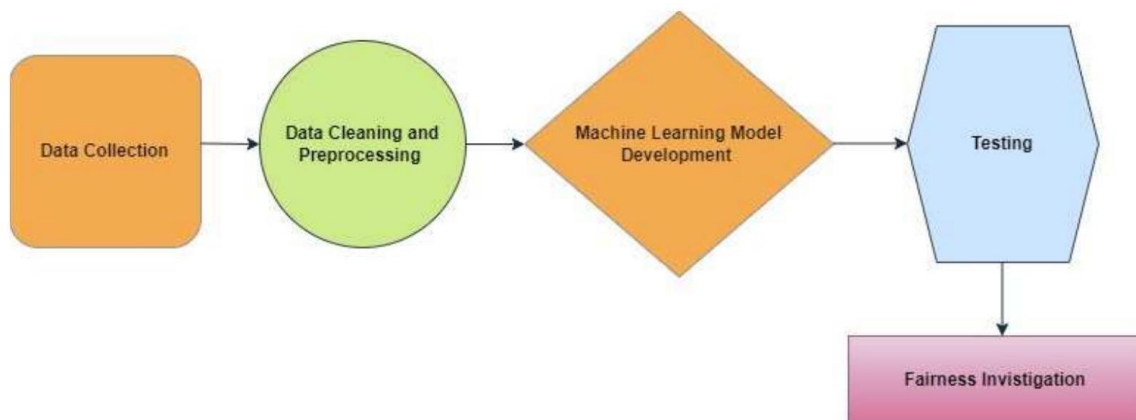 Data Collection
Data Cleaning and
Preprocessing
Machine Learning Model
Development
Testing
Fairness Invistigation